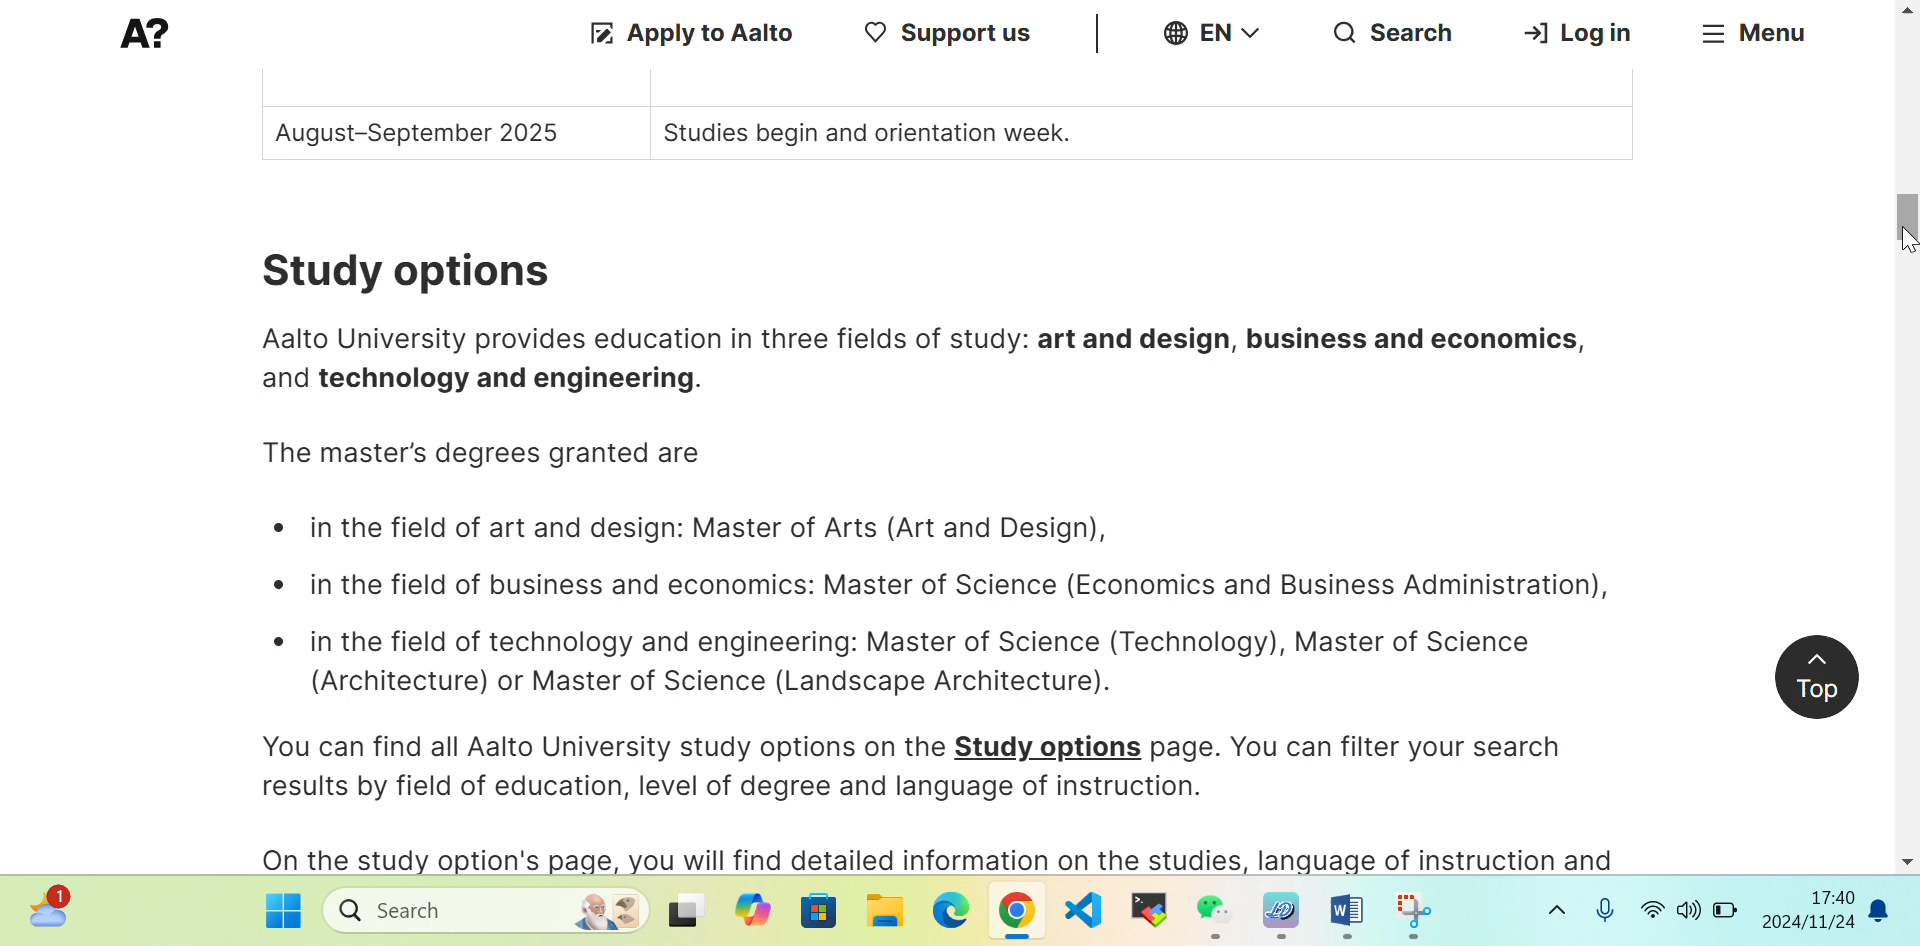 A?
Apply to Aalto
Support us
EN
Search
Log in
Menu
August–September 2025
Studies begin and orientation week.
Study options
Aalto University provides education in three fields of study: art and design, business and economics,
and technology and engineering.
The master’s degrees granted are
• in the field of art and design: Master of Arts (Art and Design),
• in the field of business and economics: Master of Science (Economics and Business Administration),
• in the field of technology and engineering: Master of Science (Technology), Master of Science
(Architecture) or Master of Science (Landscape Architecture).
Top
You can find all Aalto University study options on the Study options page. You can filter your search
results by field of education, level of degree and language of instruction.
On the study option's page, you will find detailed information on the studies, language of instruction and
1
Search
W
17:40
2024/11/24